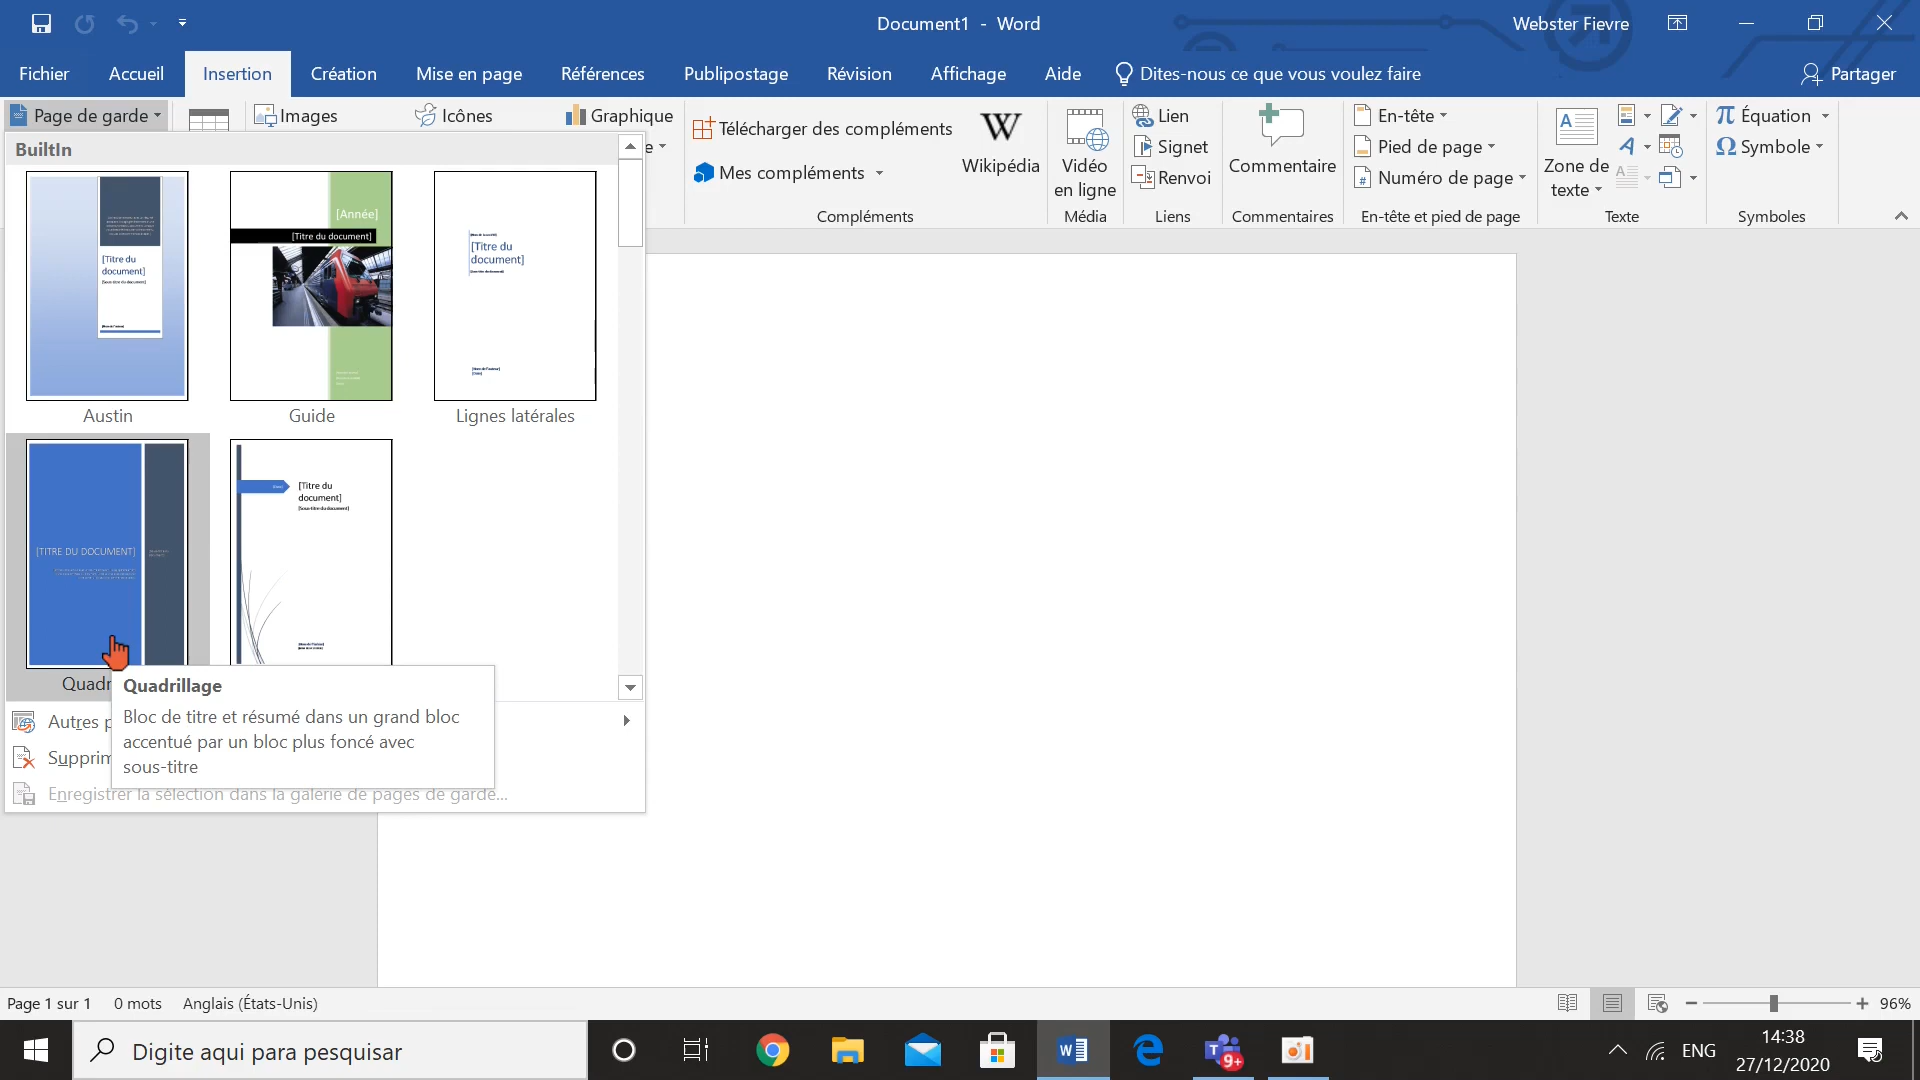 Document1 - Word
Webster Fievre
Fichier
Accueil
Insertion
Création
Mise en page
Références
Publipostage
Révision
Affichage
Aide
Dites-nous ce que vous voulez faire
Partager
Page de garde
Images
Icônes
Graphique
Télécharger des compléments
Mes compléments
Compléments
W
Wikipédia
Vidéo
en ligne
Média
Lien
Signet
Renvoi
Liens
Commentaire
Commentaires
En-tête
Pied de page
Numéro de page
En-tête et pied de page
Zone de
texte
Texte
Équation
Symbole
Symboles
BuiltIn
[Titre du
document]
Austin
[Année]
[Titre du document]
Guide
[Titre du
document]
Lignes latérales
[TITRE DU DOCUMENT]
Quadr
[Titre du
document]
[Sous-titre du document]
Quadrillage
Bloc de titre et résumé dans un grand bloc
accentué par un bloc plus foncé avec
sous-titre
Autres p
Supprim
Enregistrer la sélection dans la galerie de pages de garde...
Page 1 sur 1
0 mots
Anglais (États-Unis)
96%
Digite aqui para pesquisar
9+
ENG
14:38
27/12/2020